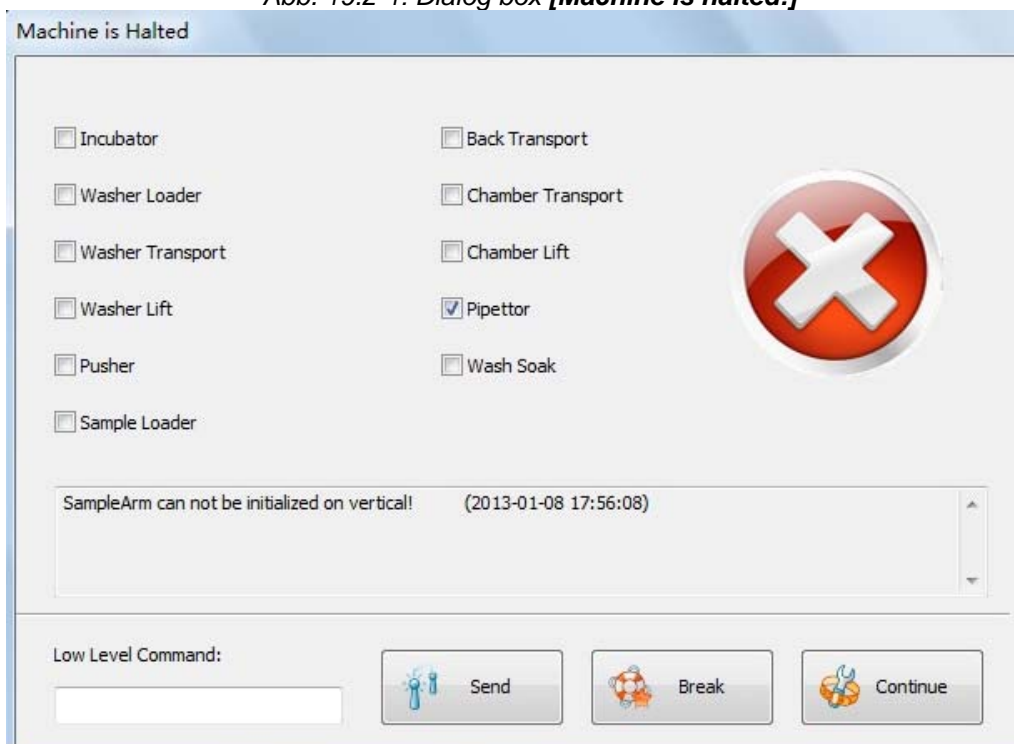 Abb. 19.2-1: Dialog box [Machine is halted!]
Machine is Halted
Incubator
Back Transport
Washer Loader
Chamber Transport
Washer Transport
Chamber Lift
Washer Lift
Pipettor
Pusher
Wash Soak
Sample Loader
SampleArm can not be initialized on vertical! (2013-01-08 17:56:08)
Low Level Command:
Send
Break
Continue